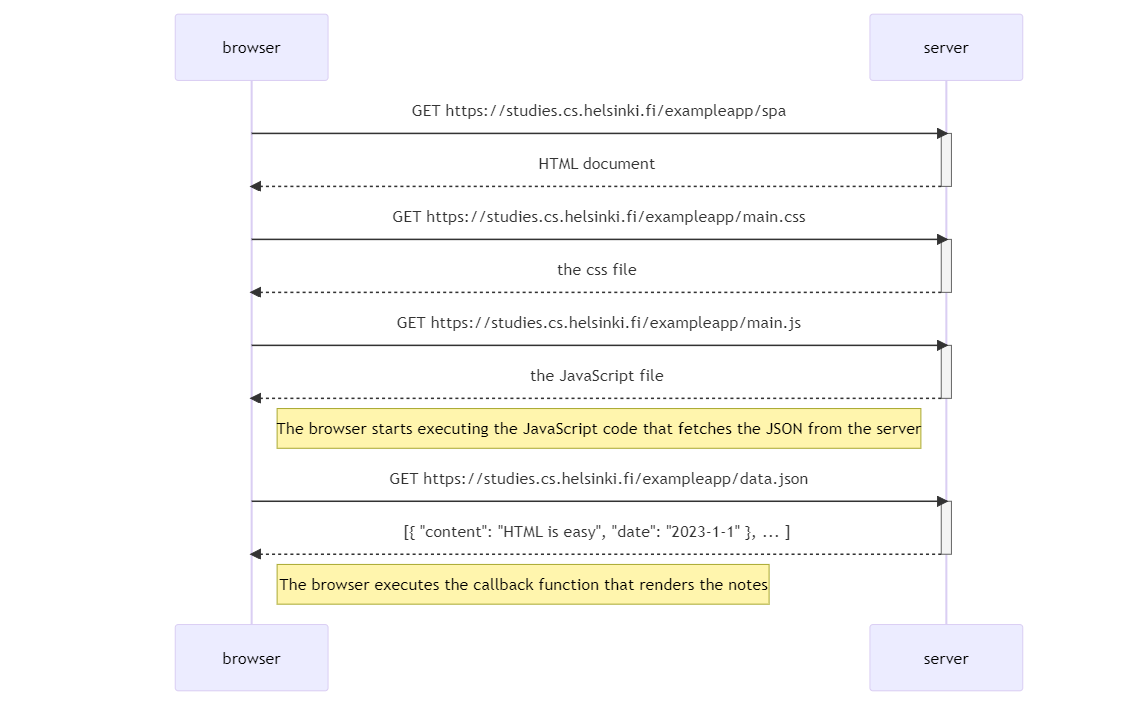 browser
server
GET https://studies.cs.helsinki.fi/exampleapp/spa
HTML document
GET https://studies.cs.helsinki.fi/exampleapp/main.css
the css file
GET https://studies.cs.helsinki.fi/exampleapp/main.js
the JavaScript file
The browser starts executing the JavaScript code that fetches the JSON from the server
GET https://studies.cs.helsinki.fi/exampleapp/data.json
[{ "content": "HTML is easy", "date": "2023-1-1" }, ... ]
The browser executes the callback function that renders the notes
browser
server